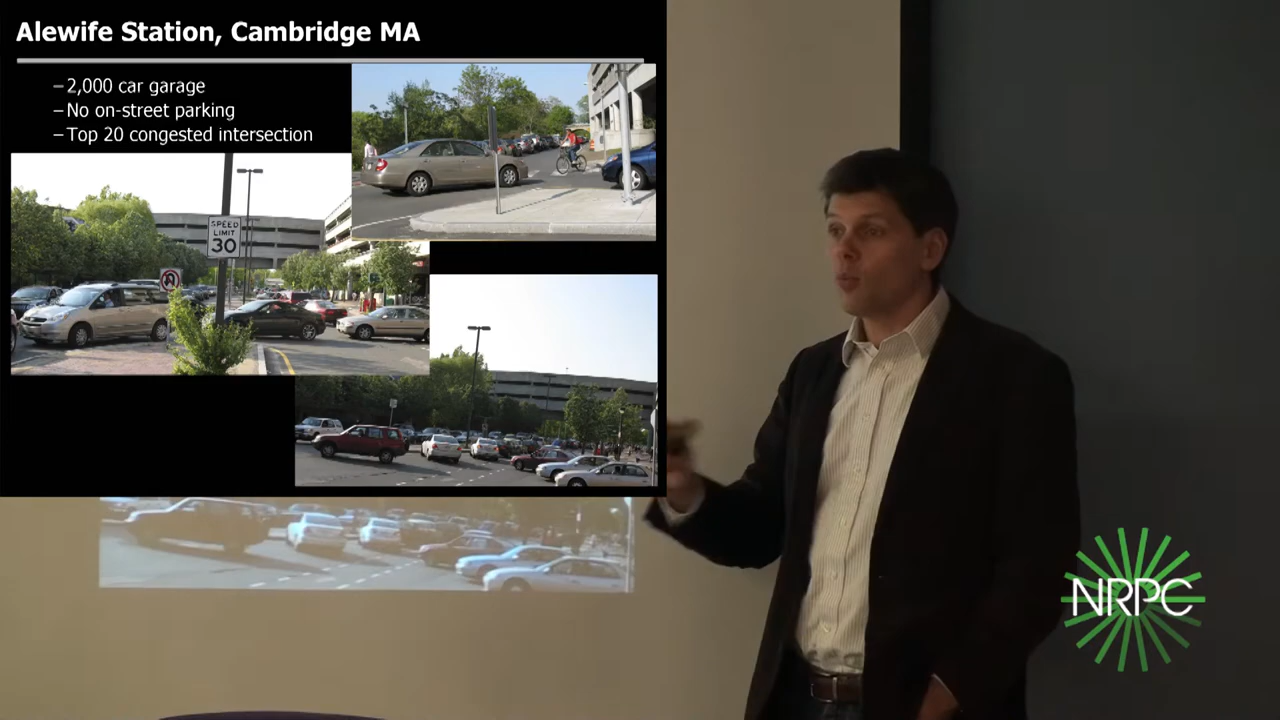 Alewife Station, Cambridge MA
–2,000 car garage
–No on-street parking
–Top 20 congested intersection
SPEED
LIMIT
30
NRPC